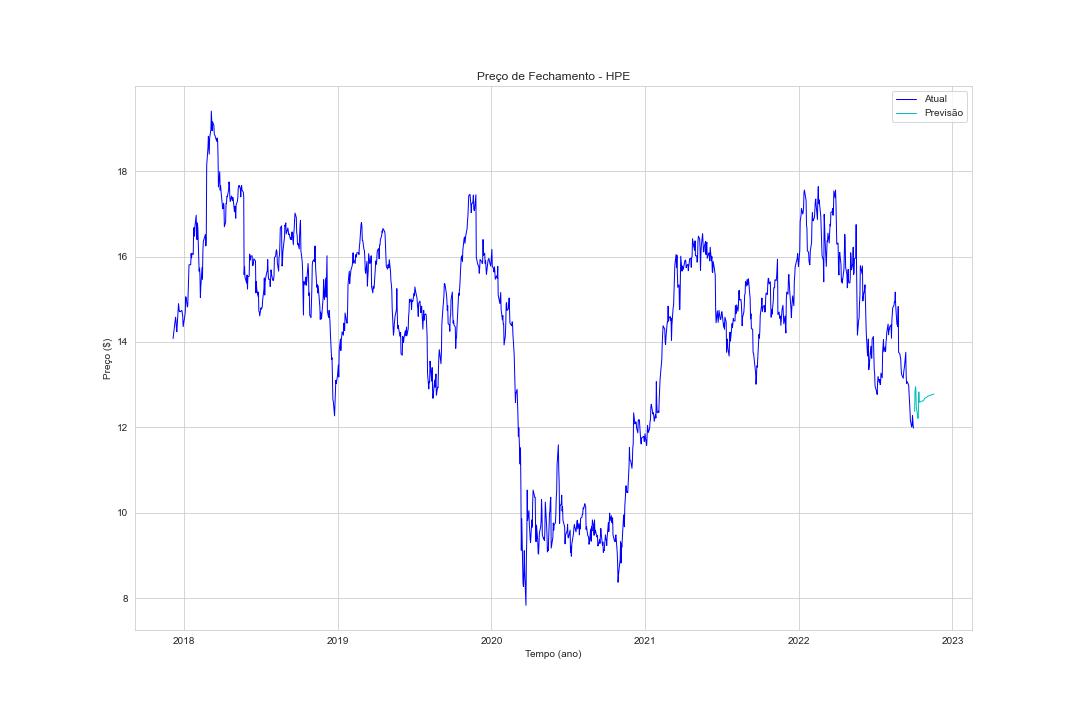 Preço de Fechamento - HPE
Atual
Previsão
18
16
14
12
10
8
Preço ($)
2018
2019
2020
2021
2022
2023
Tempo (ano)